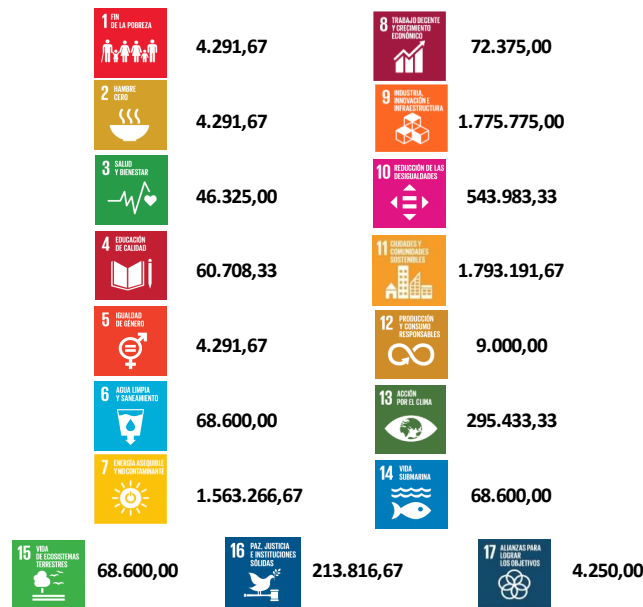 1 FIN
DE LA POBREZA
4.291,67
2 HAMBRE
CERO
4.291,67
3 SALUD
Y BIENESTAR
46.325,00
4 EDUCACIÓN
DE CALIDAD
60.708,33
5 IGUALDAD
DE GÉNERO
4.291,67
6 AGUA LIMPIA
Y SANEAMIENTO
68.600,00
7 ENERGÍA ASEQUIBLE
Y NO CONTAMINANTE
1.563.266,67
8 TRABAJO DECENTE
Y CRECIMIENTO
ECONÓMICO
72.375,00
9 INDUSTRIA,
INNOVACIÓN E
INFRAESTRUCTURA
1.775.775,00
10 REDUCCIÓN DE LAS
DESIGUALDADES
543.983,33
11 CIUDADES Y
COMUNIDADES
SOSTENIBLES
1.793.191,67
12 PRODUCCIÓN
Y CONSUMO
RESPONSABLES
9.000,00
13 ACCIÓN
POR EL CLIMA
295.433,33
14 VIDA
SUBMARINA
68.600,00
15 VIDA
DE ECOSISTEMAS
TERRESTRES
68.600,00
16 PAZ, JUSTICIA
E INSTITUCIONES
SÓLIDAS
213.816,67
17 ALIANZAS PARA
LOGRAR
LOS OBJETIVOS
4.250,00